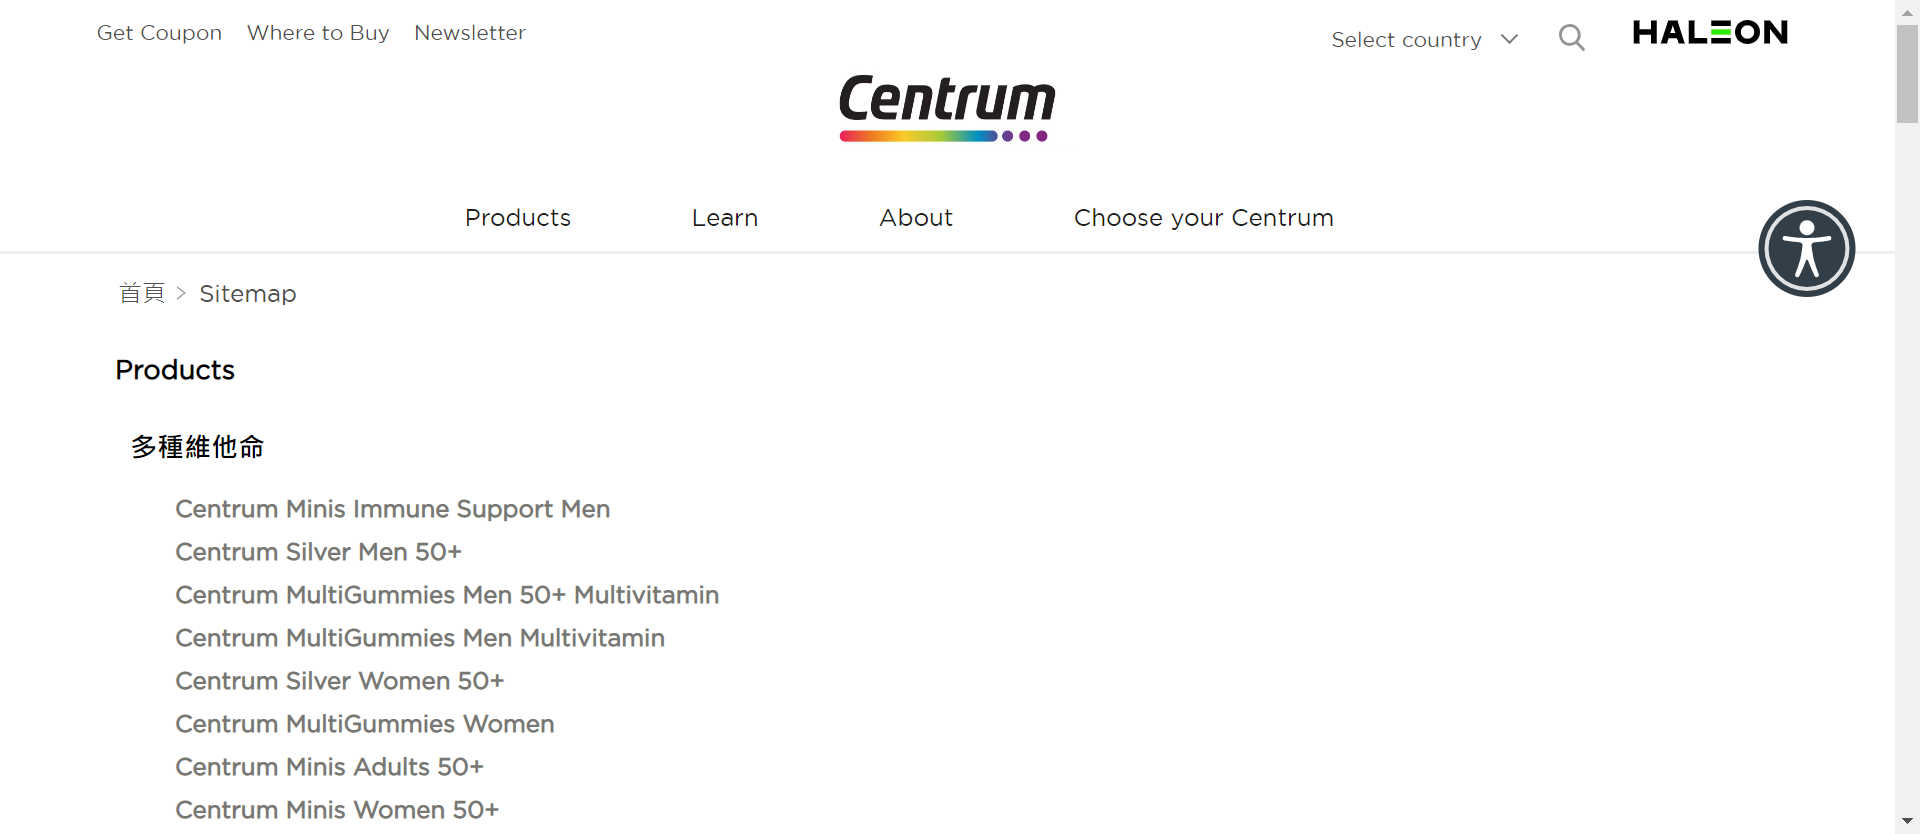 Get Coupon Where to Buy Newsletter
Select country
HALEON
Centrum
Products Learn About Choose your Centrum
首頁 > Sitemap
Products
多種維他命
Centrum Minis Immune Support Men
Centrum Silver Men 50+
Centrum MultiGummies Men 50+ Multivitamin
Centrum MultiGummies Men Multivitamin
Centrum Silver Women 50+
Centrum MultiGummies Women
Centrum Minis Adults 50+
Centrum Minis Women 50+